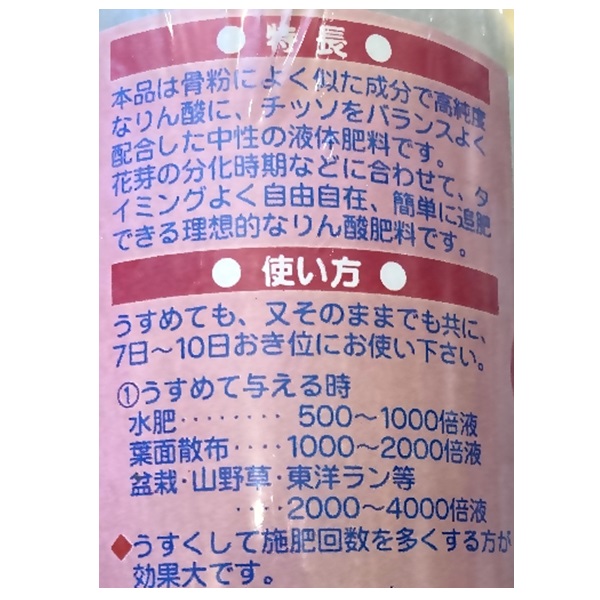 ● 特長 ●
本品は骨粉によく似た成分で高純度
なりん酸に、チッソをバランスよく
配合した中性の液体肥料です。
花芽の分化時期などに合わせて、タ
イミングよく自由自在、簡単に追肥
できる理想的なりん酸肥料です。
● 使い方 ●
うすめても、又そのままでも共に、
7日〜10日おき位にお使い下さい。
①うすめて与える時
水肥‥‥‥‥ 500〜1000倍液
葉面散布‥‥1000〜2000倍液
盆栽・山野草・東洋ラン等
‥‥2000〜4000倍液
◆うすくして施肥回数を多くする方が
効果大です。